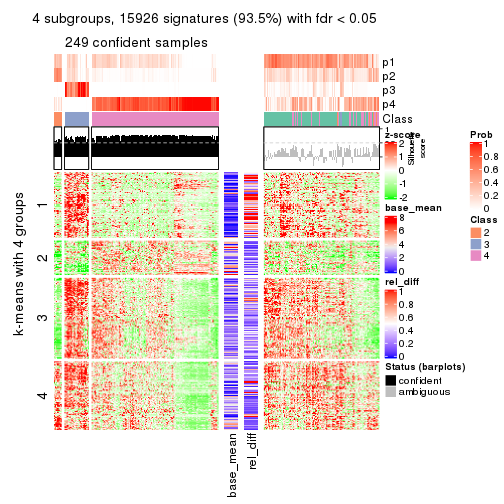 4 subgroups, 15926 signatures (93.5%) with fdr < 0.05
249 confident samples
p1
p2
p3
p4
Class
1
Silhouette
score
k-means with 4 groups
1
2
3
4
base_mean
rel_diff
z-score
2
1
0
-1
-2
base_mean
8
6
4
2
0
rel_diff
1
0.8
0.6
0.4
0.2
0
Status (barplots)
confident
ambiguous
Prob
1
0.8
0.6
0.4
0.2
0
Class
2
3
4